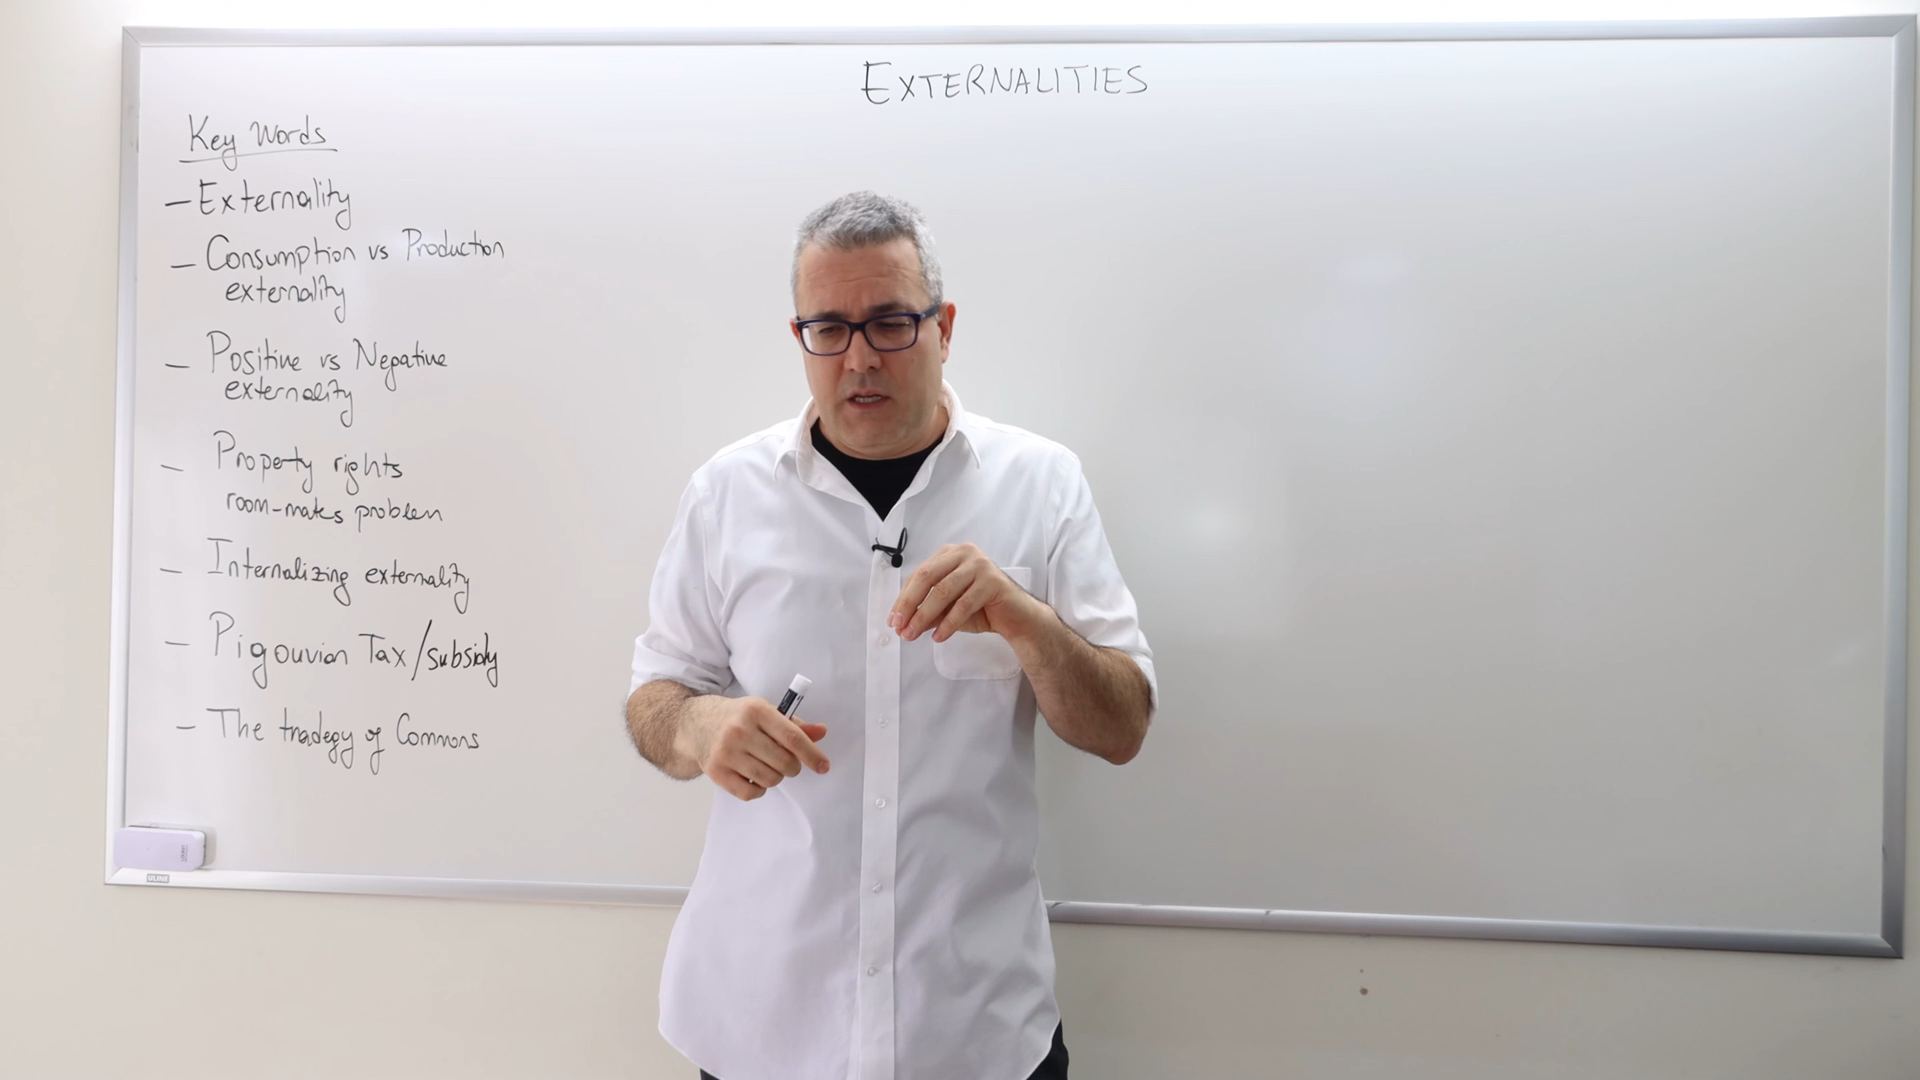 EXTERNALITIES
Key Words
- Externality
- Consumption vs Production
externality
- Positive vs Negative
externality
- Property rights
room-mates problem
- Internalizing externality
- Pigouvian Tax/subsidy
- The tradegy of Commons
ULINE